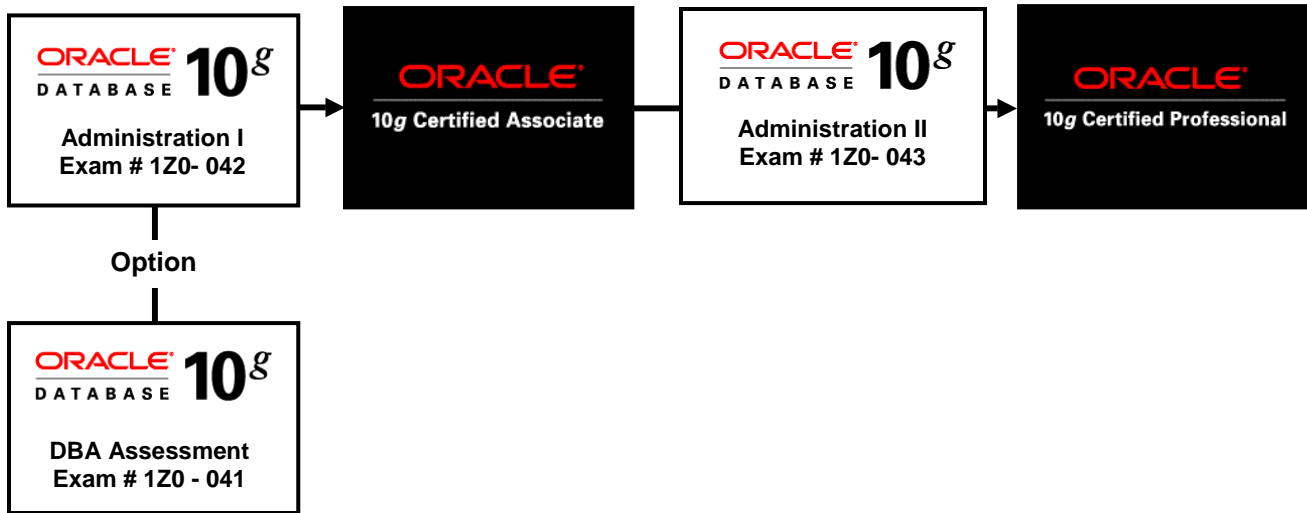 ORACLE®
DATABASE
10g
Administration I
Exam # 1Z0- 042
ORACLE®
10g Certified Associate
ORACLE®
DATABASE
10g
Administration II
Exam # 1Z0- 043
ORACLE®
10g Certified Professional
Option
ORACLE®
DATABASE
10g
DBA Assessment
Exam # 1Z0 - 041